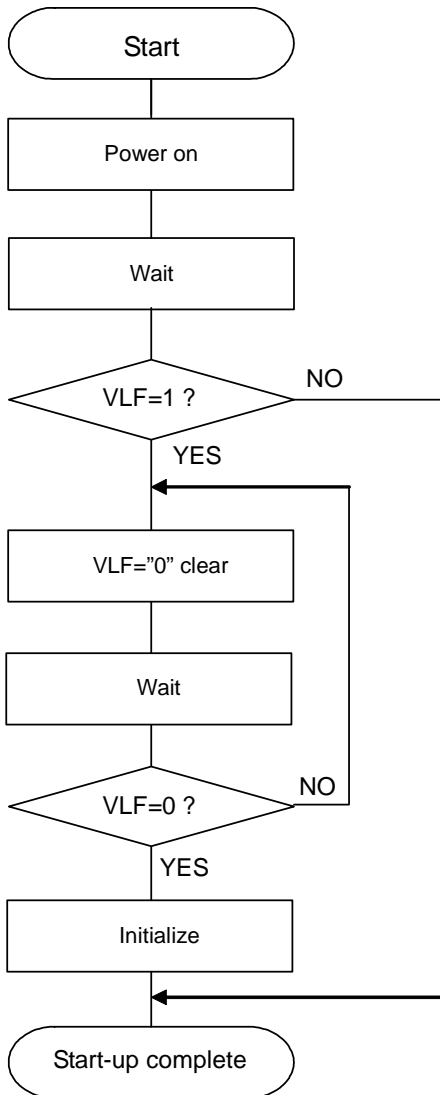 Start
Power on
Wait
VLF=1 ?
NO
YES
VLF=”0” clear
Wait
VLF=0 ?
NO
YES
Initialize
Start-up complete